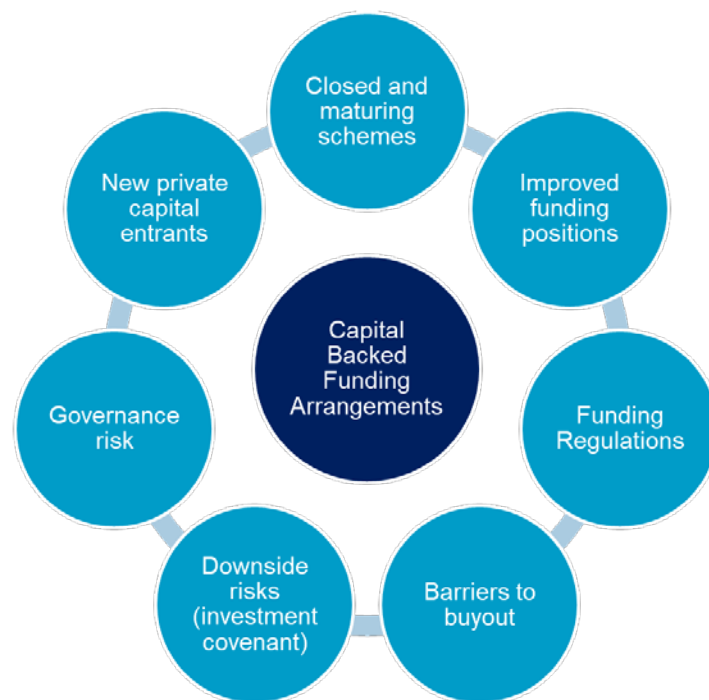 Closed and
maturing
schemes
Improved
funding
positions
Funding
Regulations
Barriers to
buyout
Downside
risks
(investment
covenant)
Governance
risk
New private
capital
entrants
Capital
Backed
Funding
Arrangements